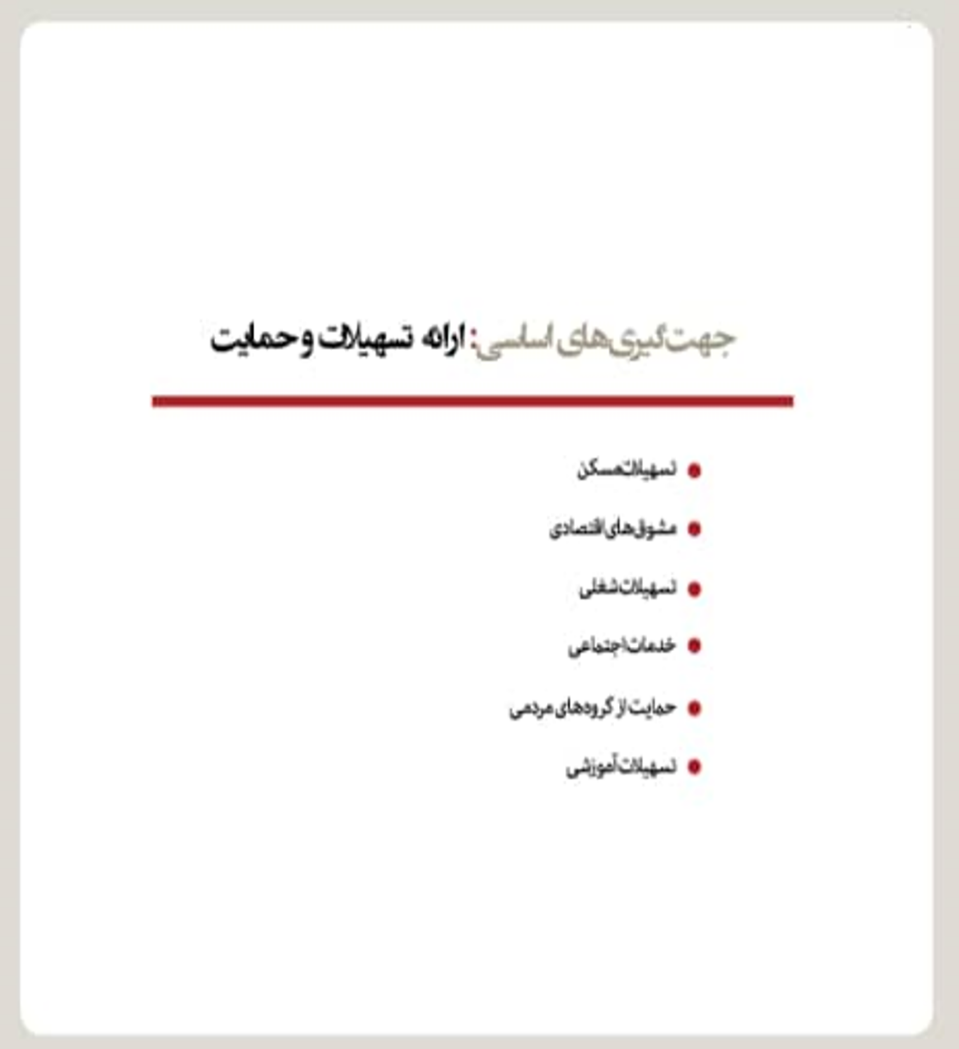 جهت‌گیری‌های اساسی: ارائه تسهیلات و حمایت
تسهیلات مسکن
مشوق‌های اقتصادی
تسهیلات شغلی
خدمات اجتماعی
حمایت از گروه‌های مردمی
تسهیلات آموزشی